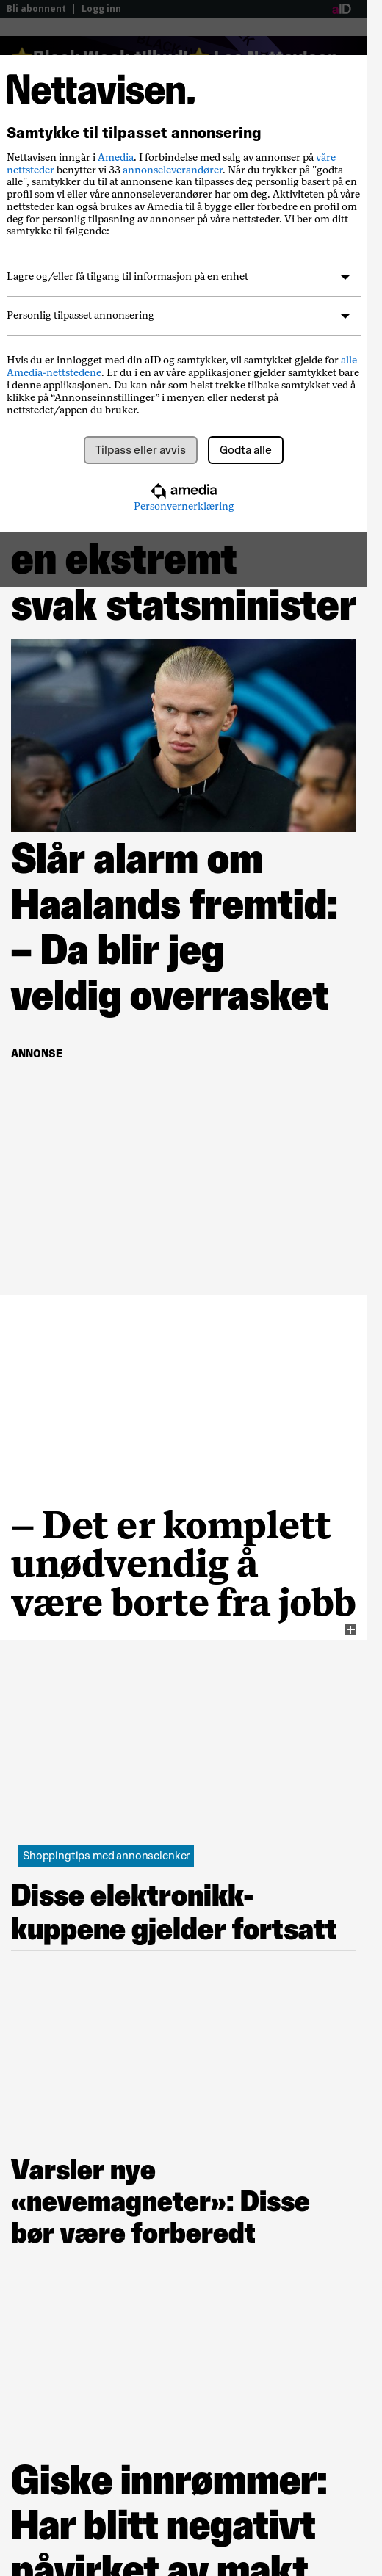 Bli abonnent | Logg inn
aID
Nettavisen.
Samtykke til tilpasset annonsering
Nettavisen inngår i Amedia. I forbindelse med salg av annonser på våre
nettsteder benytter vi 33 annonseleverandører. Når du trykker på "godta
alle", samtykker du til at annonsene kan tilpasses deg personlig basert på en
profil som vi eller våre annonseleverandører har om deg. Aktiviteten på våre
nettsteder kan også brukes av Amedia til å bygge eller forbedre en profil om
deg for personlig tilpasning av annonser på våre nettsteder. Vi ber om ditt
samtykke til følgende:
Lagre og/eller få tilgang til informasjon på en enhet
Personlig tilpasset annonsering
Hvis du er innlogget med din aID og samtykker, vil samtykket gjelde for alle
Amedia-nettstedene. Er du i en av våre applikasjoner gjelder samtykket bare
i denne applikasjonen. Du kan når som helst trekke tilbake samtykket ved å
klikke på “Annonseinnstillinger” i menyen eller nederst på
nettstedet/appen du bruker.
Tilpass eller avvis
Godta alle
amedia
Personvernerklæring
en ekstremt
svak statsminister
Slår alarm om
Haalands fremtid:
– Da blir jeg
veldig overrasket
ANNONSE
– Det er komplett
unødvendig å
være borte fra jobb
Shoppingtips med annonselenker
Disse elektronikk-
kuppene gjelder fortsatt
Varsler nye
«nevemagneter»: Disse
bør være forberedt
Giske innrømmer:
Har blitt negativt
påvirket av makt